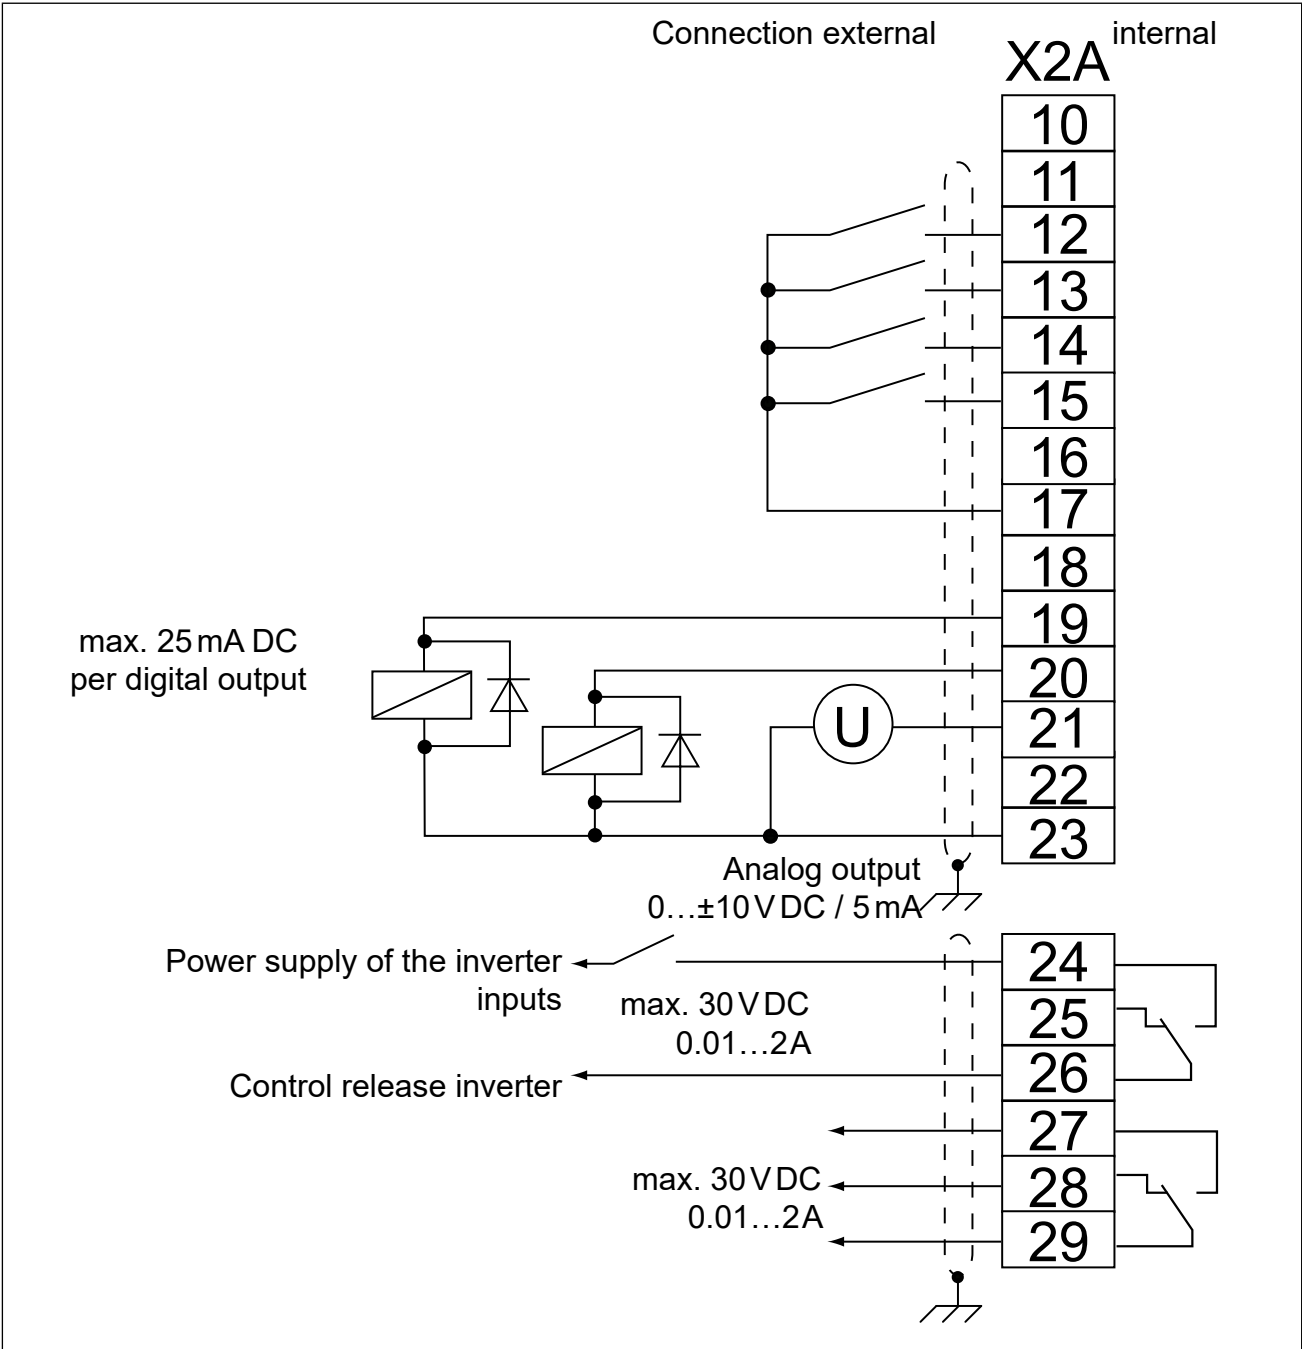 Connection external
internal
X2A
10
11
12
13
14
15
16
17
18
19
max. 25 mA DC
per digital output
20
U
21
22
23
Analog output
0…±10 V DC / 5 mA
Power supply of the inverter
inputs
24
max. 30 V DC
0.01…2 A
25
Control release inverter
26
27
max. 30 V DC
0.01…2 A
28
29